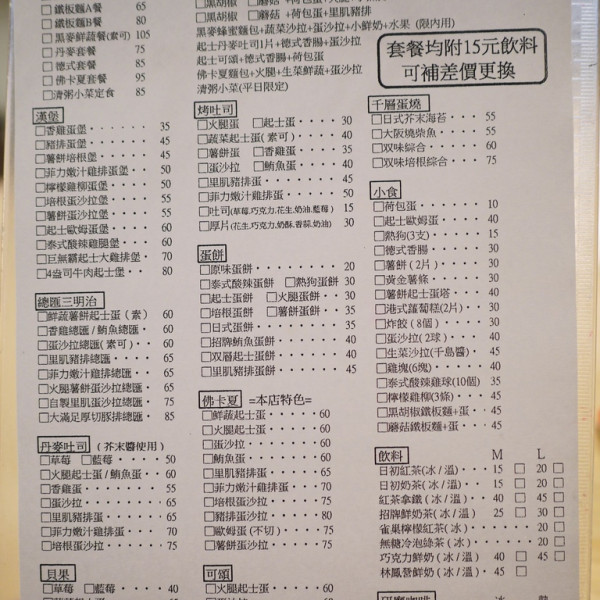 □鐵板麵A餐 65
□鐵板麵B餐 80
□黑麥鮮蔬餐(素可) 105
□丹麥套餐 75
□德式套餐 85
□佛卡夏套餐 95
□清粥小菜定食 85
□黑胡椒 □蘑菇 +荷包蛋+里肌豬排
黑麥蜂蜜麵包+蔬菜沙拉+蛋沙拉+小鮮奶+水果 (限內用)
起士丹麥吐司1片+德式香腸+蛋沙拉
起士可頌+德式香腸+荷包蛋
佛卡夏麵包+火腿+生菜鮮蔬+蛋沙拉
清粥小菜(平日限定)
套餐均附15元飲料
可補差價更換
漢堡
□香雞蛋堡 35
□豬排蛋堡 45
□薯餅培根堡 45
□菲力嫩汁雞排蛋堡 50
□檸檬雞柳蛋堡 50
□培根蛋沙拉堡 55
□薯餅蛋沙拉堡 55
□起士歐姆蛋堡 60
□泰式酸辣雞腿堡 60
□巨無霸起士大雞排堡 70
□4盎司牛肉起士堡 80
總匯三明治
□鮮蔬薯餅起士蛋(素) 60
□香雞總匯/鮪魚總匯 60
□蛋沙拉總匯(素可) 60
□里肌豬排總匯 65
□菲力嫩汁雞排總匯 65
□火腿薯餅蛋沙拉總匯 65
□自製里肌蛋沙拉總匯 75
□大滿足厚切豚排總匯 85
丹麥吐司 (芥末醬使用)
□草莓 □藍莓 50
□火腿起士蛋/鮪魚蛋 60
□香雞蛋 55
□蛋沙拉 65
□里肌豬排蛋 65
□菲力嫩汁雞排蛋 70
□培根蛋沙拉 75
貝果
□草莓 □藍莓 40
烤吐司
□火腿蛋 □起士蛋 30
□蔬菜起士蛋(素可) 40
□薯餅蛋 □香雞蛋 35
□蛋沙拉 □鮪魚蛋 40
□里肌豬排蛋 45
□菲力嫩汁雞排蛋 50
□吐司(草莓,巧克力,花生,奶油,藍莓) 15
□厚片(花生,巧克力,奶酥,香蒜,奶油) 30
蛋餅
□原味蛋餅 20
□泰式酸辣蛋餅 □熱狗蛋餅 30
□起士蛋餅 □火腿蛋餅 30
□培根蛋餅 □薯餅蛋餅 35
□日式蛋餅 35
□招牌鮪魚蛋餅 40
□双層起士蛋餅 40
□里肌豬排蛋餅 45
佛卡夏 =本店特色=
□鮮蔬起士蛋 60
□火腿起士蛋 60
□蛋沙拉 60
□鮪魚蛋 60
□里肌豬排蛋 65
□菲力嫩汁雞排蛋 70
□培根蛋沙拉 75
□豬排蛋沙拉 80
□歐姆蛋(不切) 75
□薯餅蛋沙拉 75
可頌
□火腿起士蛋 60
千層蛋燒
□日式芥末海苔 55
□大阪燒柴魚 55
□双味綜合 60
□双味培根綜合 75
小食
□荷包蛋 10
□起士歐姆蛋 40
□熱狗(3支) 15
□德式香腸 30
□薯餅(2片) 30
□黃金薯條 30
□薯餅起士蛋塔 40
□港式蘿蔔糕(2片) 30
□炸餃(8個) 30
□蛋沙拉(2球) 40
□生菜沙拉(千島醬) 45
□雞塊(6塊) 40
□泰式酸辣雞球(10個) 35
□檸檬雞柳(3條) 45
□黑胡椒鐵板麵+蛋 45
□蘑菇鐵板麵+蛋 45
飲料 M L
日初紅茶(冰/溫) 15 □ 20 □
日初奶茶(冰/溫) 15 □ 20 □
紅茶拿鐵(冰/溫) 40 □ 45 □
招牌鮮奶茶(冰/溫) 25 □ 30 □
雀巢檸檬紅茶(冰) 20 □
無糖冷泡綠茶(冰) 20 □
巧克力鮮奶(冰/溫) 40 □ 45 □
林鳳營鮮奶(冰/溫) 45 □